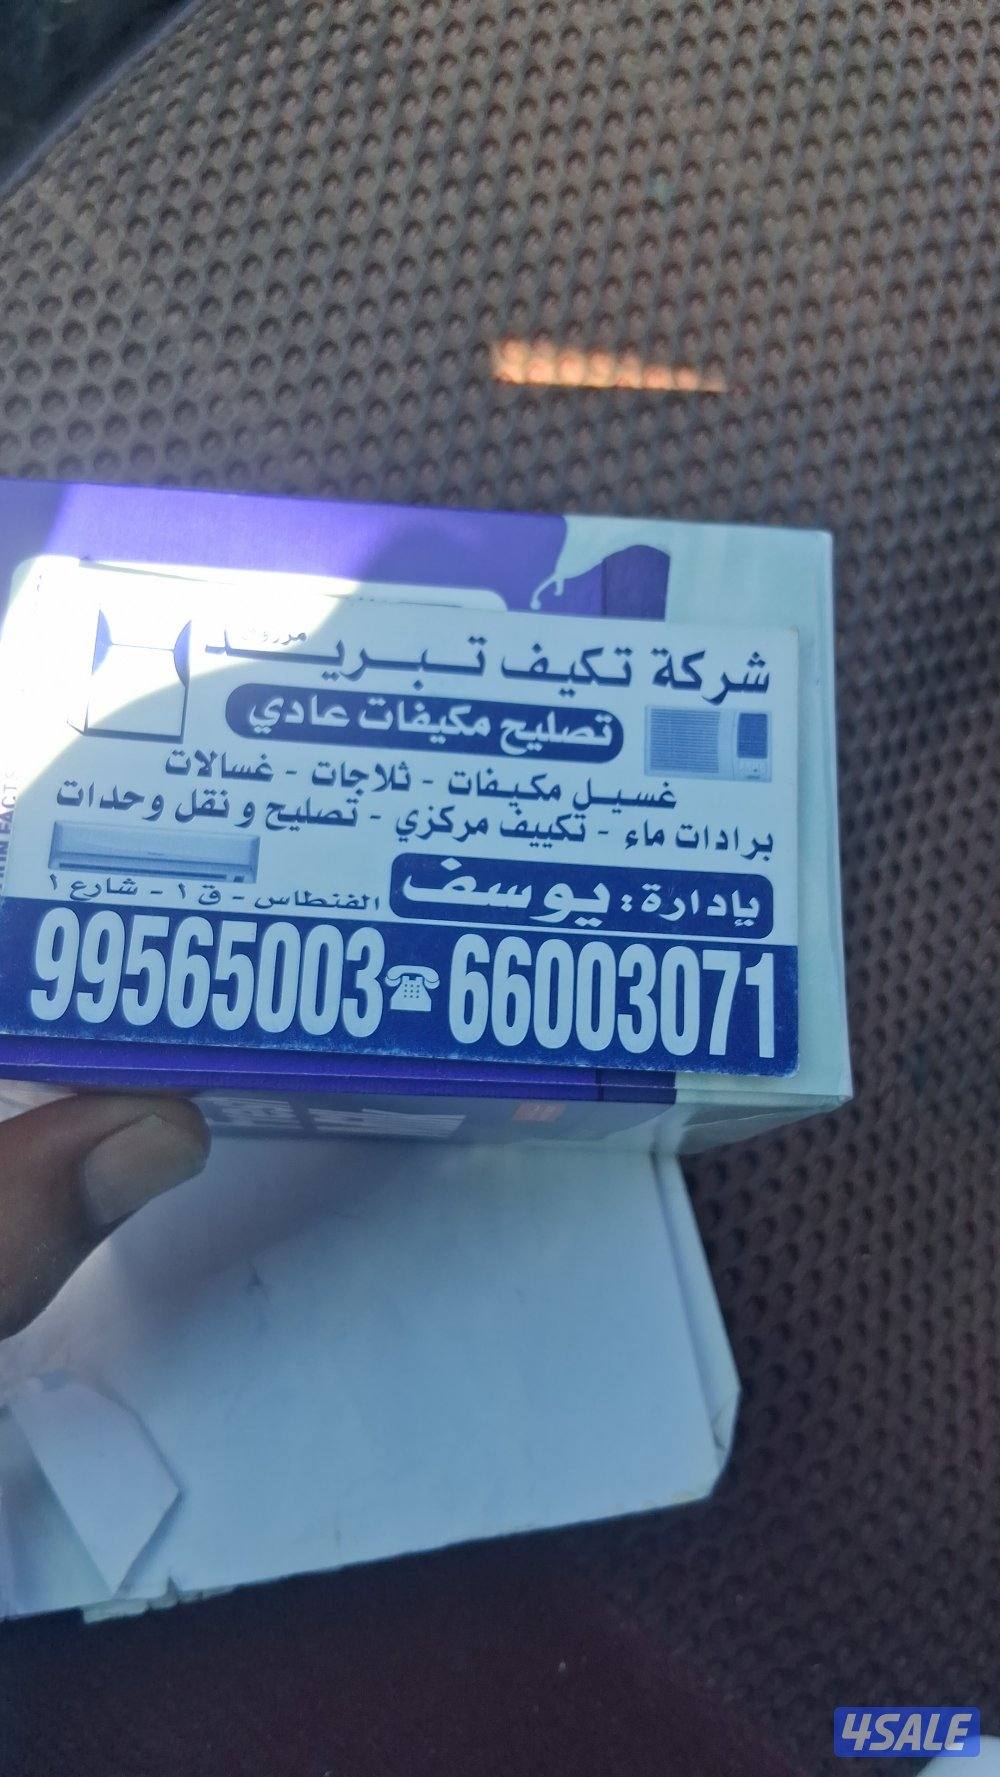 شركة تكيف تبريد
تصليح مكيفات عادي
غسيل مكيفات - ثلاجات - غسالات
برادات ماء - تكييف مركزي - تصليح و نقل وحدات
بإدارة: يوسف
الفنطاس - ق ١ - شارع ١
99565003 ☎ 66003071
4SALE